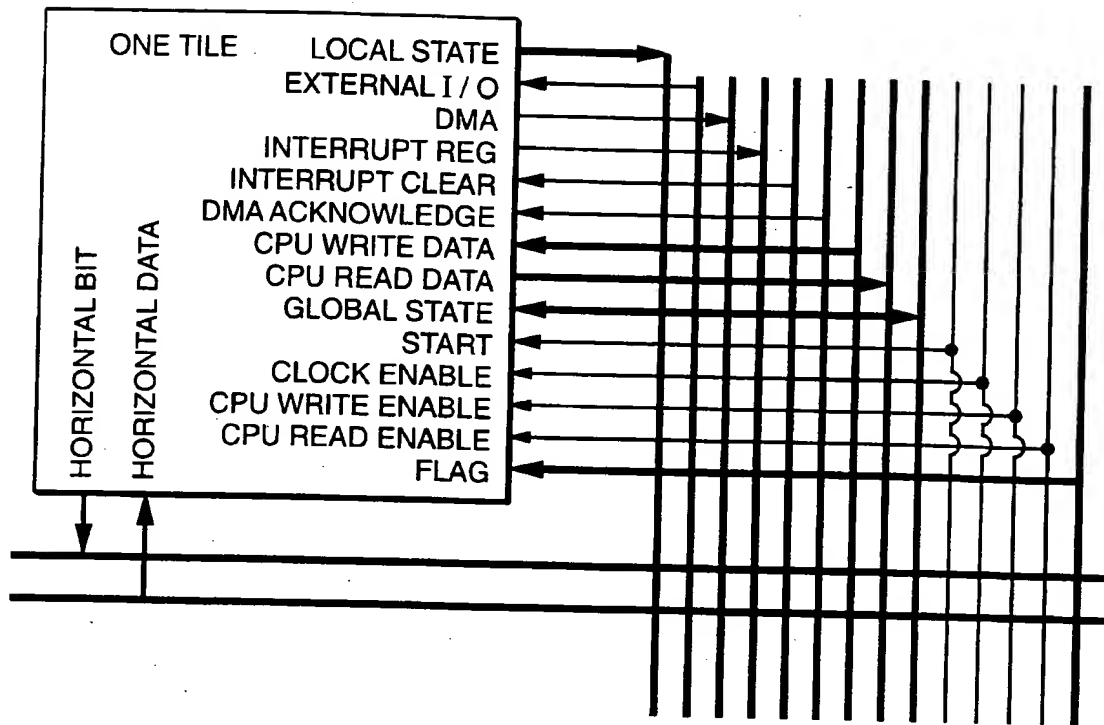 ONE TILE
LOCAL STATE
EXTERNAL I / O
DMA
INTERRUPT REG
INTERRUPT CLEAR
DMA ACKNOWLEDGE
CPU WRITE DATA
CPU READ DATA
GLOBAL STATE
START
CLOCK ENABLE
CPU WRITE ENABLE
CPU READ ENABLE
FLAG
HORIZONTAL BIT
HORIZONTAL DATA